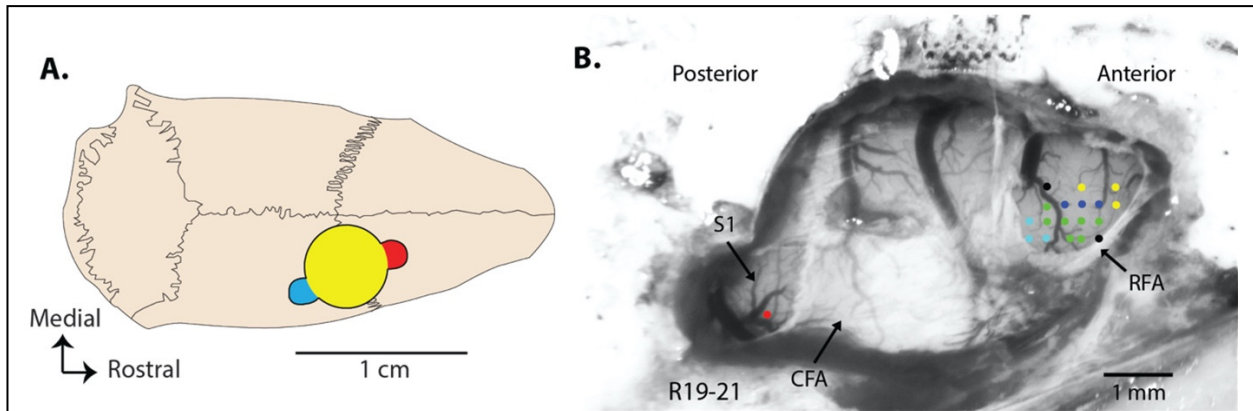 A.
Medial
Rostral
1 cm
B.
Posterior
Anterior
S1
CFA
RFA
R19-21
1 mm